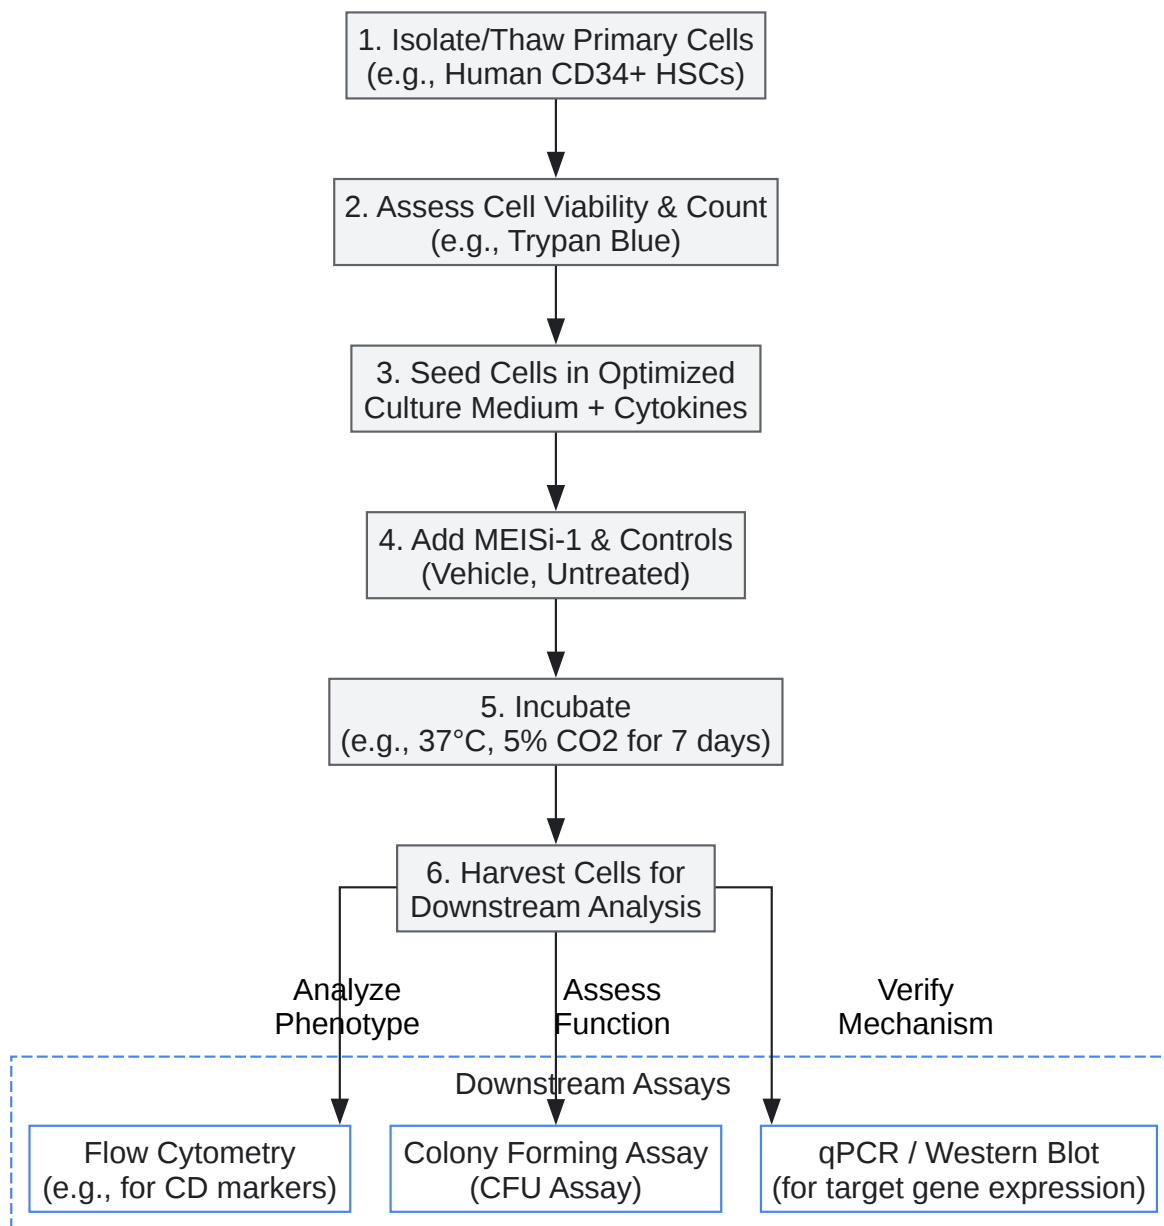 1. Isolate/Thaw Primary Cells
(e.g., Human CD34+ HSCs)
2. Assess Cell Viability & Count
(e.g., Trypan Blue)
3. Seed Cells in Optimized
Culture Medium + Cytokines
4. Add MEISi-1 & Controls
(Vehicle, Untreated)
5. Incubate
(e.g., 37°C, 5% CO2 for 7 days)
6. Harvest Cells for
Downstream Analysis
Analyze
Phenotype
Assess
Function
Verify
Mechanism
Downstream Assays
Flow Cytometry
(e.g., for CD markers)
Colony Forming Assay
(CFU Assay)
qPCR / Western Blot
(for target gene expression)